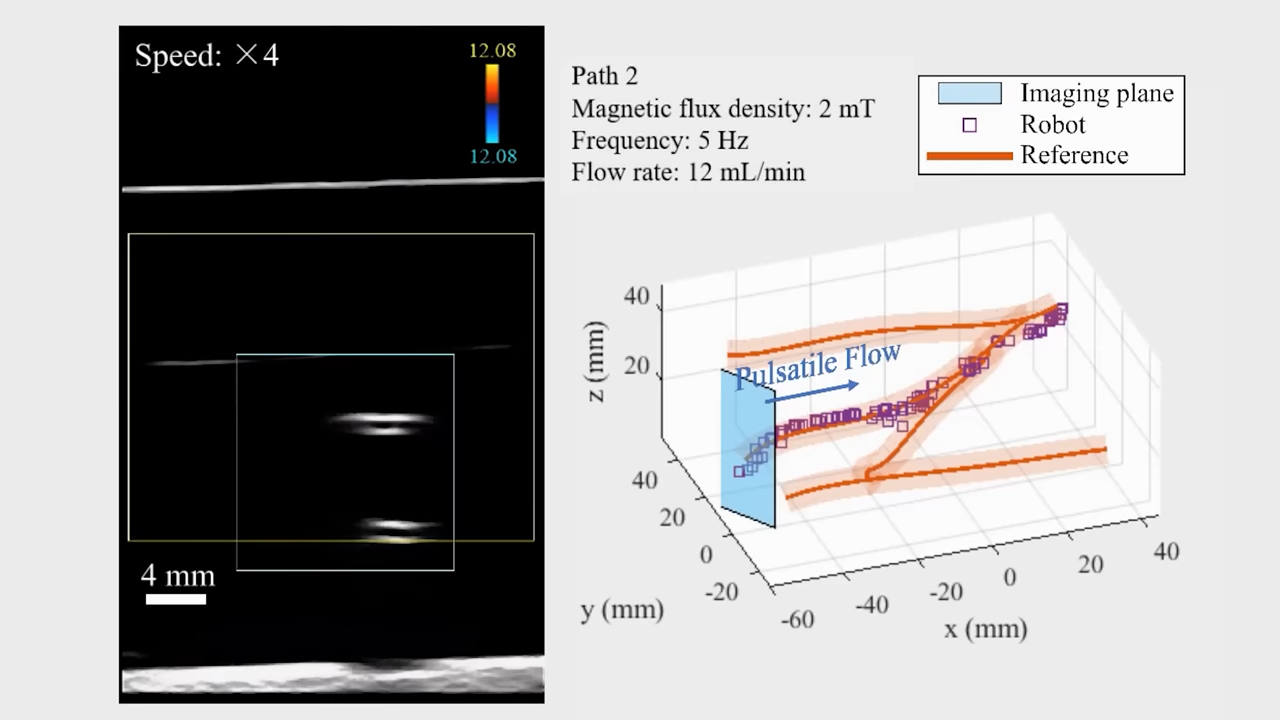 Speed: ×4
12.08
12.08
4 mm
Path 2
Magnetic flux density: 2 mT
Frequency: 5 Hz
Flow rate: 12 mL/min
Imaging plane
Robot
Reference
Pulsatile Flow
z (mm)
40
20
40
20
0
-20
y (mm)
-60
-40
-20
0
20
40
x (mm)